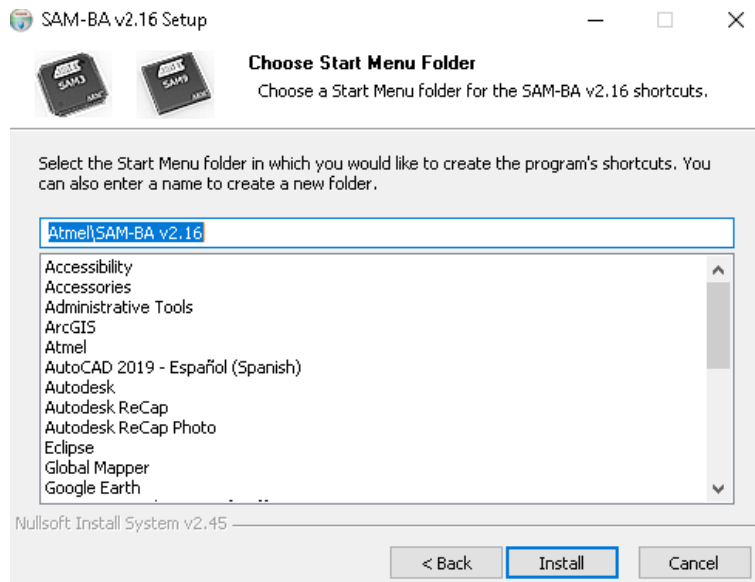 SAM-BA v2.16 Setup
Choose Start Menu Folder
Choose a Start Menu folder for the SAM-BA v2.16 shortcuts.
SAM3
SAM9
Select the Start Menu folder in which you would like to create the program's shortcuts. You
can also enter a name to create a new folder.
Atmel\SAM-BA v2.16
Accessibility
Accessories
Administrative Tools
ArcGIS
Atmel
AutoCAD 2019 - Español (Spanish)
Autodesk
Autodesk ReCap
Autodesk ReCap Photo
Eclipse
Global Mapper
Google Earth
Nullsoft Install System v2.45
< Back
Install
Cancel